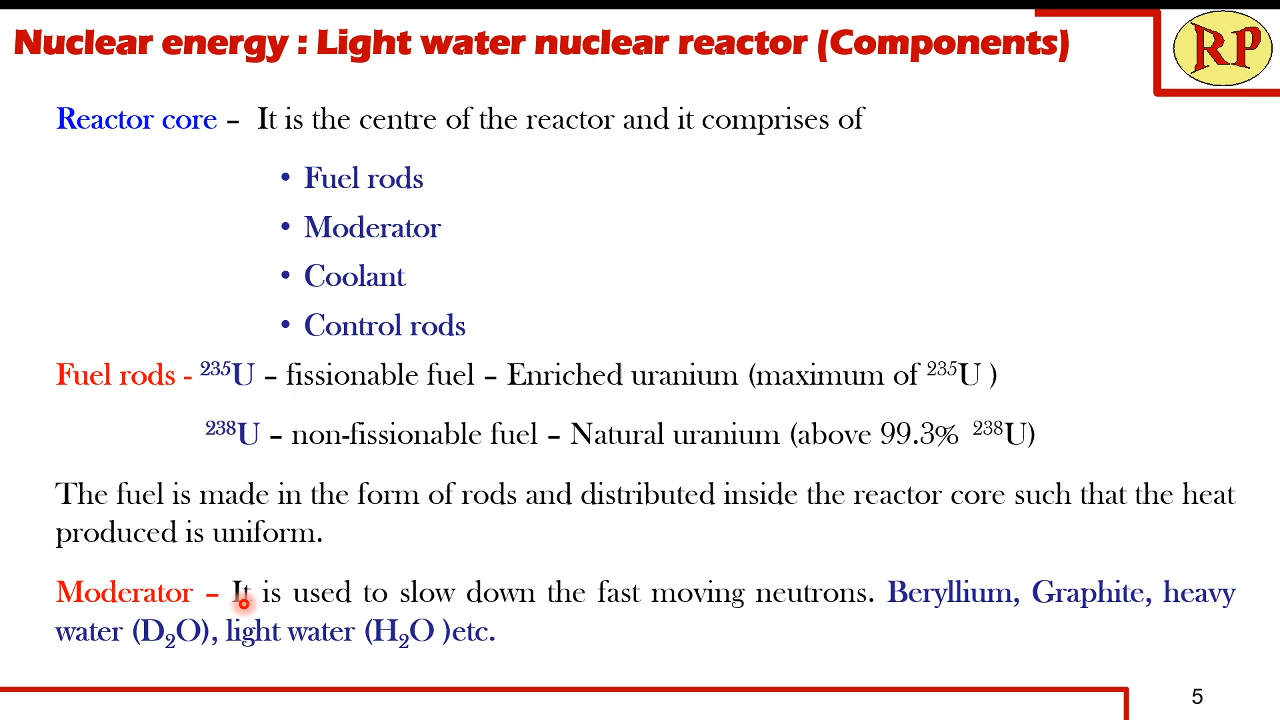 Nuclear energy : Light water nuclear reactor (Components)
RP
Reactor core – It is the centre of the reactor and it comprises of
• Fuel rods
• Moderator
• Coolant
• Control rods
Fuel rods - ²³⁵U – fissionable fuel – Enriched uranium (maximum of ²³⁵U )
²³⁸U – non-fissionable fuel – Natural uranium (above 99.3% ²³⁸U)
The fuel is made in the form of rods and distributed inside the reactor core such that the heat
produced is uniform.
Moderator – It is used to slow down the fast moving neutrons. Beryllium, Graphite, heavy
water (D₂O), light water (H₂O )etc.
5